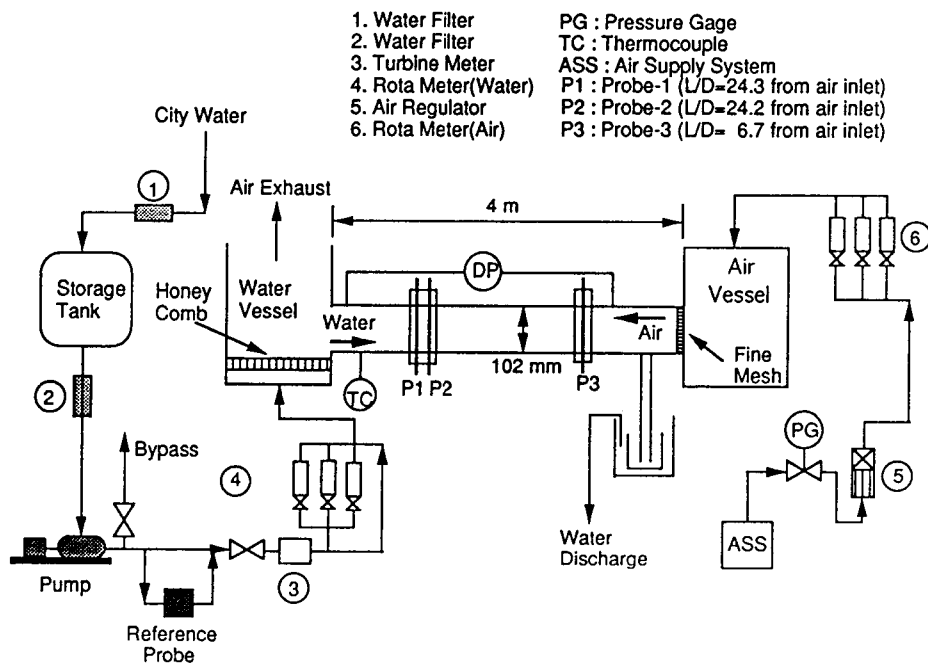 1. Water Filter
2. Water Filter
3. Turbine Meter
4. Rota Meter(Water)
5. Air Regulator
6. Rota Meter(Air)
PG : Pressure Gage
TC : Thermocouple
ASS : Air Supply System
P1 : Probe-1 (L/D=24.3 from air inlet)
P2 : Probe-2 (L/D=24.2 from air inlet)
P3 : Probe-3 (L/D= 6.7 from air inlet)
City Water
1
Air Exhaust
4 m
6
Storage
Tank
Honey
Comb
Water
Vessel
DP
Air
Vessel
Water
Air
102 mm
Fine
Mesh
P1 P2
P3
TC
2
Bypass
4
PG
5
Water
Discharge
ASS
Pump
3
Reference
Probe